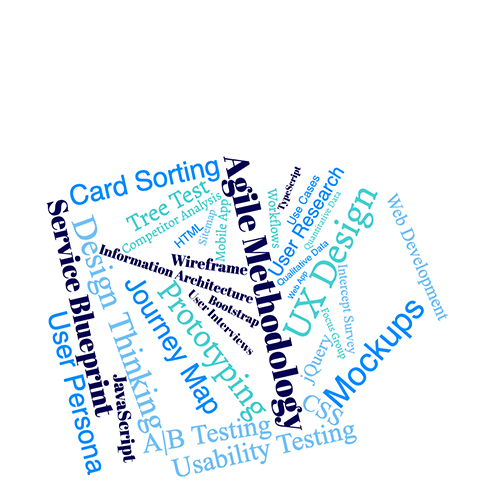 Card Sorting
Agile Methodology
TypeScript
Tree Test
Competitor Analysis
HTML
Sitemap
Mobile App
Workflows
Use Cases
User Research
Quantitative Data
Qualitative Data
Web App
UX Design
Web Development
Service Blueprint
Design Thinking
Information Architecture
Wireframe
Bootstrap
User Interviews
Prototyping
Journey Map
Intercept Survey
Focus Group
jQuery
Mockups
CSS
User Persona
JavaScript
A|B Testing
Usability Testing